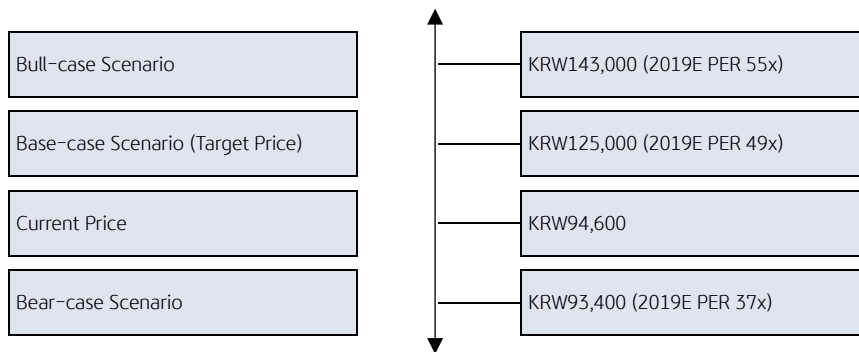 Bull-case Scenario
KRW143,000 (2019E PER 55x)
Base-case Scenario (Target Price)
KRW125,000 (2019E PER 49x)
Current Price
KRW94,600
Bear-case Scenario
KRW93,400 (2019E PER 37x)